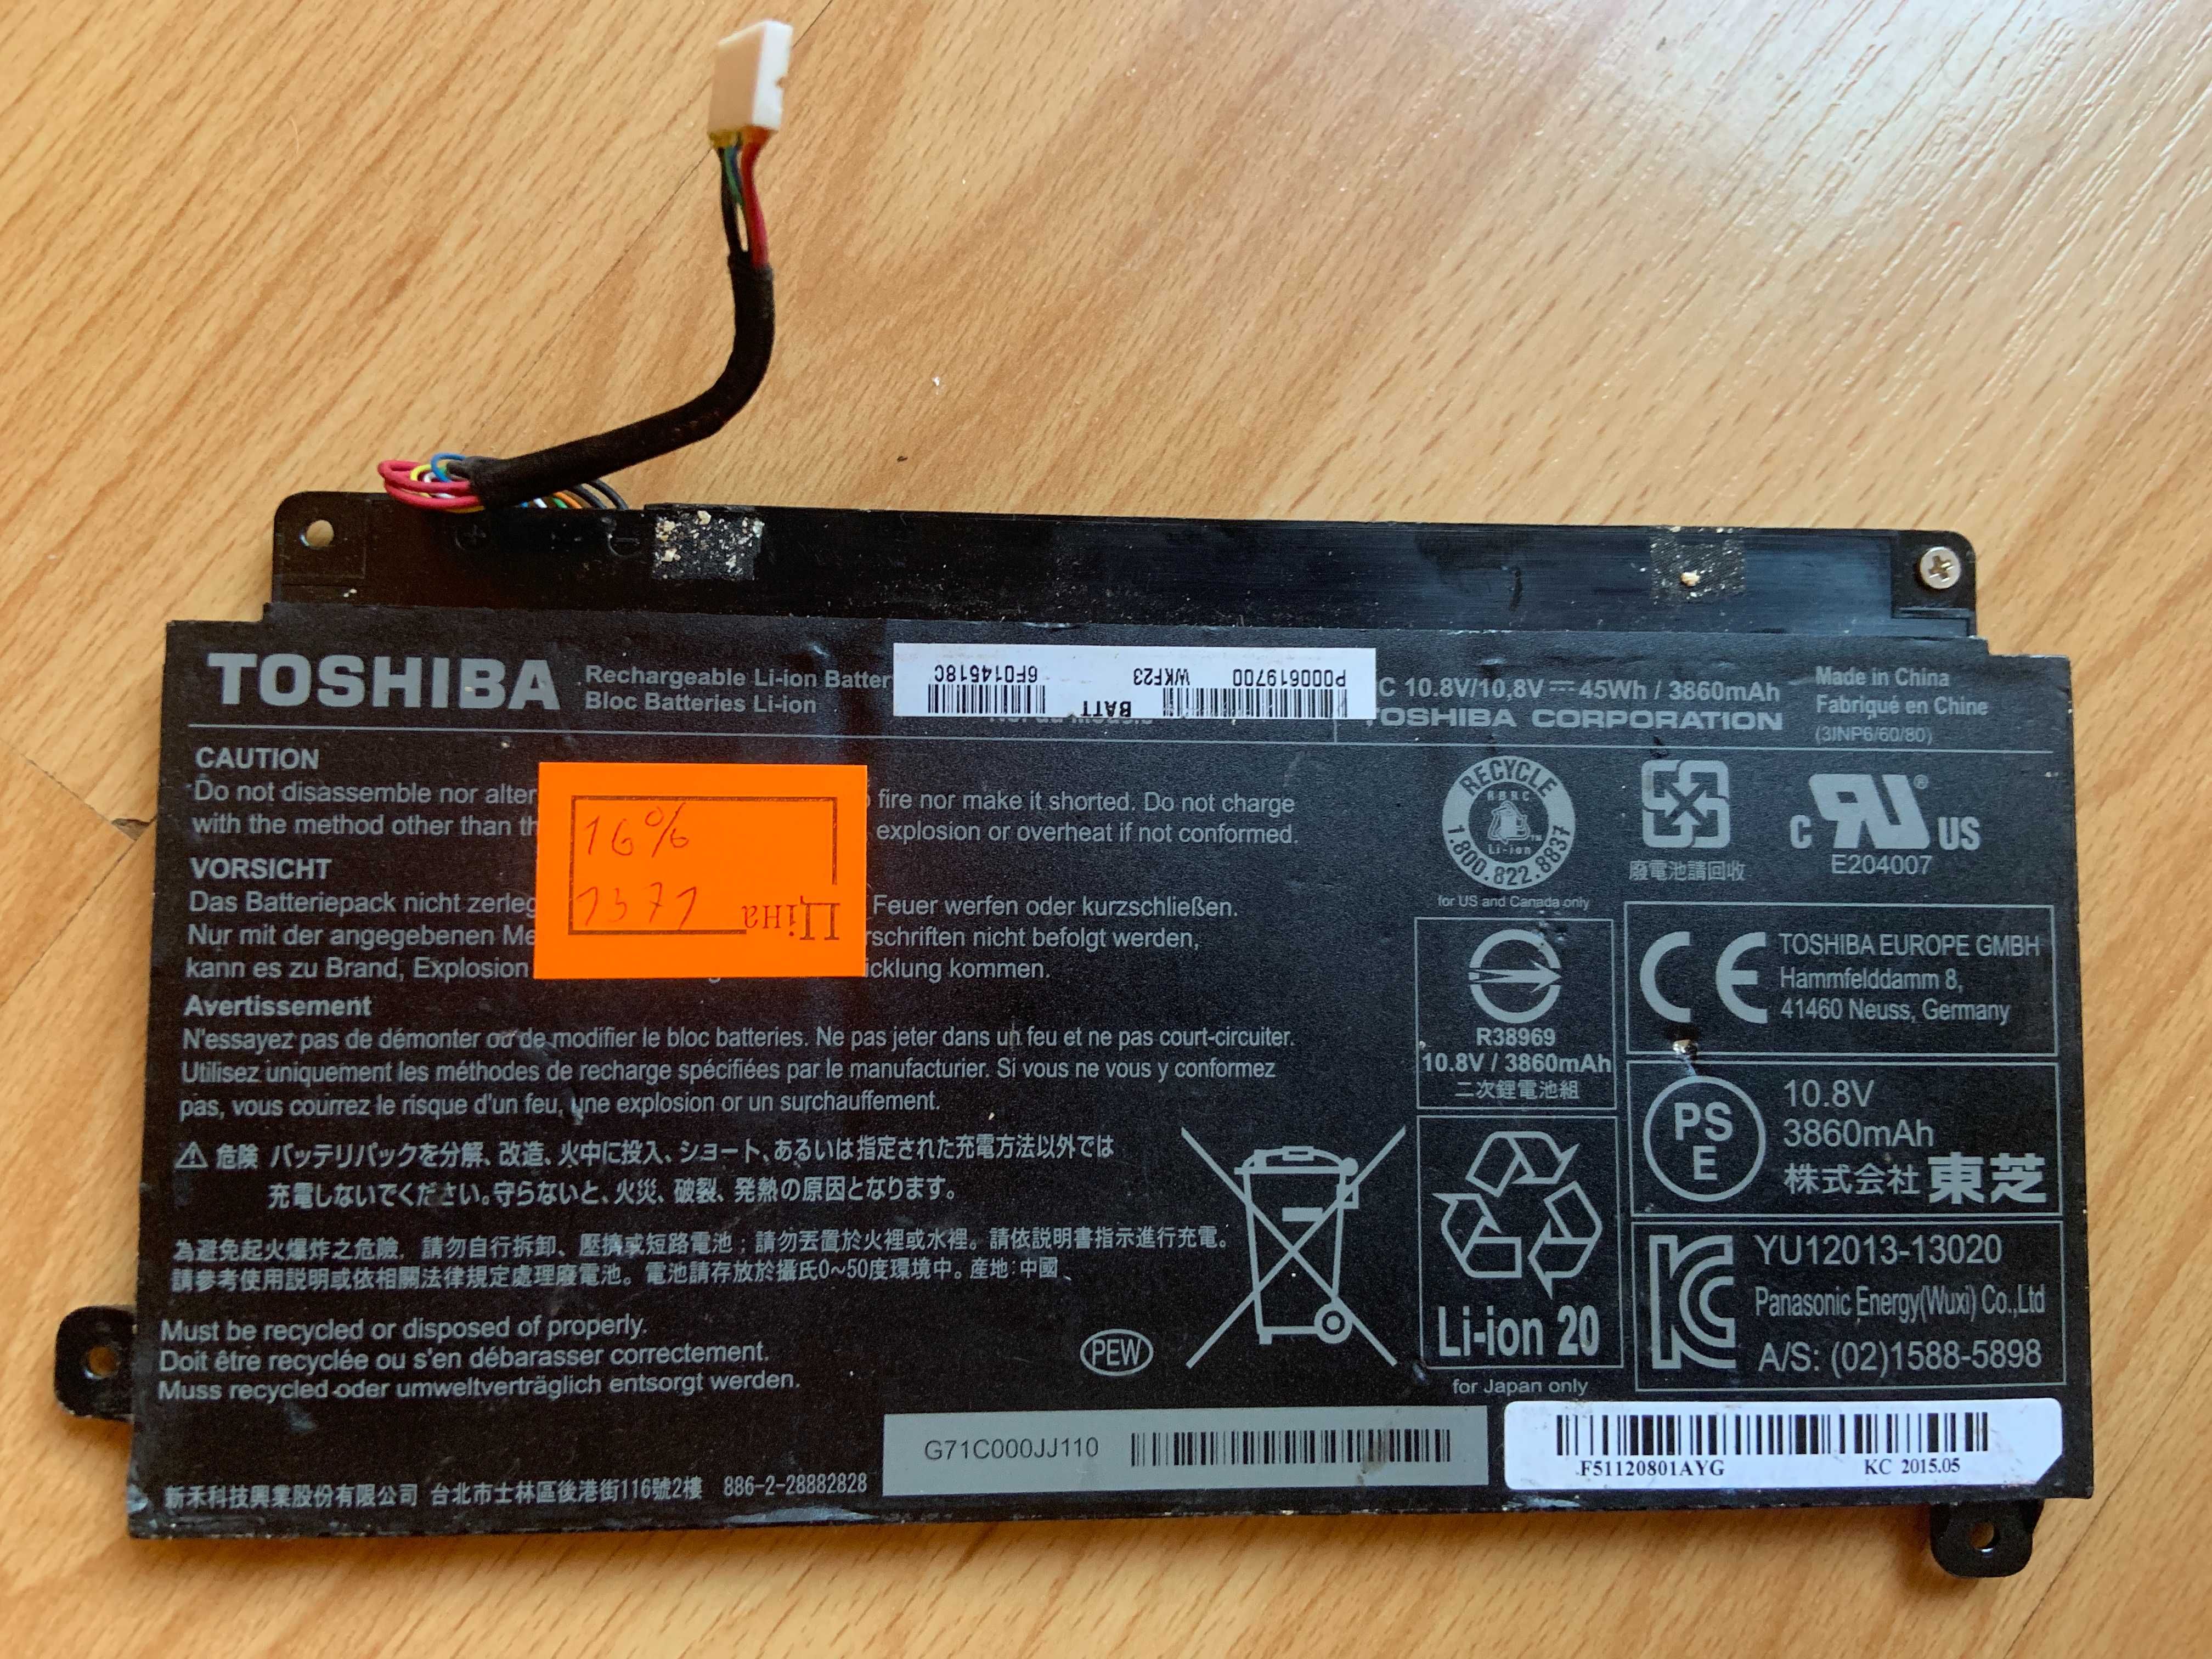 TOSHIBA
Rechargeable Li-ion Batter
Bloc Batteries Li-ion
P000619700 WKF23 6F0114518C
BATT
C 10.8V/10,8V ⎓ 45Wh / 3860mAh
TOSHIBA CORPORATION
Made in China
Fabriqué en Chine
(3INP6/60/80)
CAUTION
Do not disassemble nor alter fire nor make it shorted. Do not charge
with the method other than th explosion or overheat if not conformed.
VORSICHT
Das Batteriepack nicht zerleg Feuer werfen oder kurzschließen.
Nur mit der angegebenen Me rschriften nicht befolgt werden,
kann es zu Brand, Explosion icklung kommen.
16%
1371
Ціна
Avertissement
N'essayez pas de démonter ou de modifier le bloc batteries. Ne pas jeter dans un feu et ne pas court-circuiter.
Utilisez uniquement les méthodes de recharge spécifiées par le manufacturier. Si vous ne vous y conformez
pas, vous courrez le risque d'un feu, une explosion or un surchauffement.
危険 バッテリパックを分解、改造、火中に投入、ショート、あるいは指定された充電方法以外では
充電しないでください。守らないと、火災、破裂、発熱の原因となります。
為避免起火爆炸之危險,請勿自行拆卸、壓擠或短路電池;請勿丟置於火裡或水裡。請依說明書指示進行充電。
請參考使用說明或依相關法律規定處理廢電池。電池請存放於攝氏0~50度環境中。産地:中國
Must be recycled or disposed of properly.
Doit être recyclée ou s'en débarasser correctement.
Muss recycled oder umweltverträglich entsorgt werden.
PEW
新禾科技興業股份有限公司 台北市士林區後港街116號2樓 886-2-28882828
G71C000JJ110
RECYCLE
RBRC
Li-ion
1.800.822.8837
for US and Canada only
廢電池請回收
C RU US ®
E204007
R38969
10.8V / 3860mAh
二次鋰電池組
CE
TOSHIBA EUROPE GMBH
Hammfelddamm 8,
41460 Neuss, Germany
PS
E
10.8V
3860mAh
株式会社 東芝
Li-ion 20
for Japan only
KC
YU12013-13020
Panasonic Energy(Wuxi) Co.,Ltd
A/S: (02)1588-5898
F51120801AYG KC 2015.05